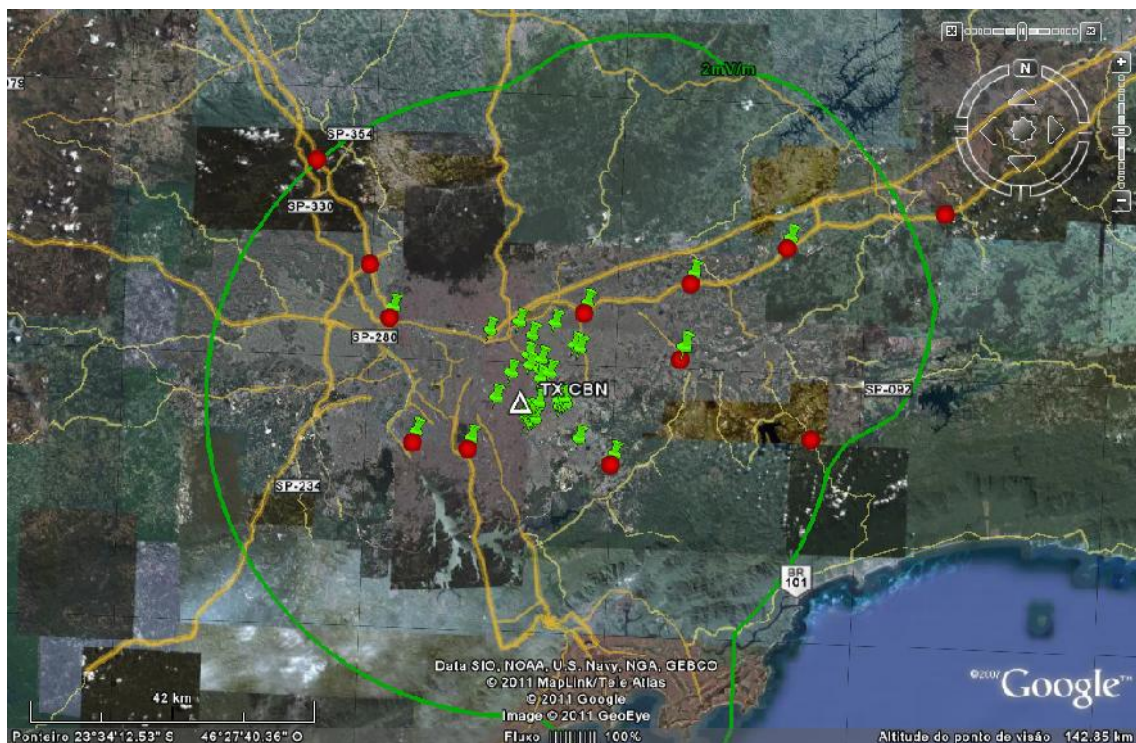 2mV/m
N
079
SP-354
SP-330
SP-280
TX CBN
SP-092
SP-234
BR
101
Data SIO, NOAA, U.S. Navy, NGA, GEBCO
© 2011 MapLink/Tele Atlas
© 2011 Google
Image © 2011 GeoEye
©2007 Google™
42 km
Ponteiro 23°34'12.53" S 46°27'40.36" O Fluxo 100% Altitude do ponto de visão 142.85 km